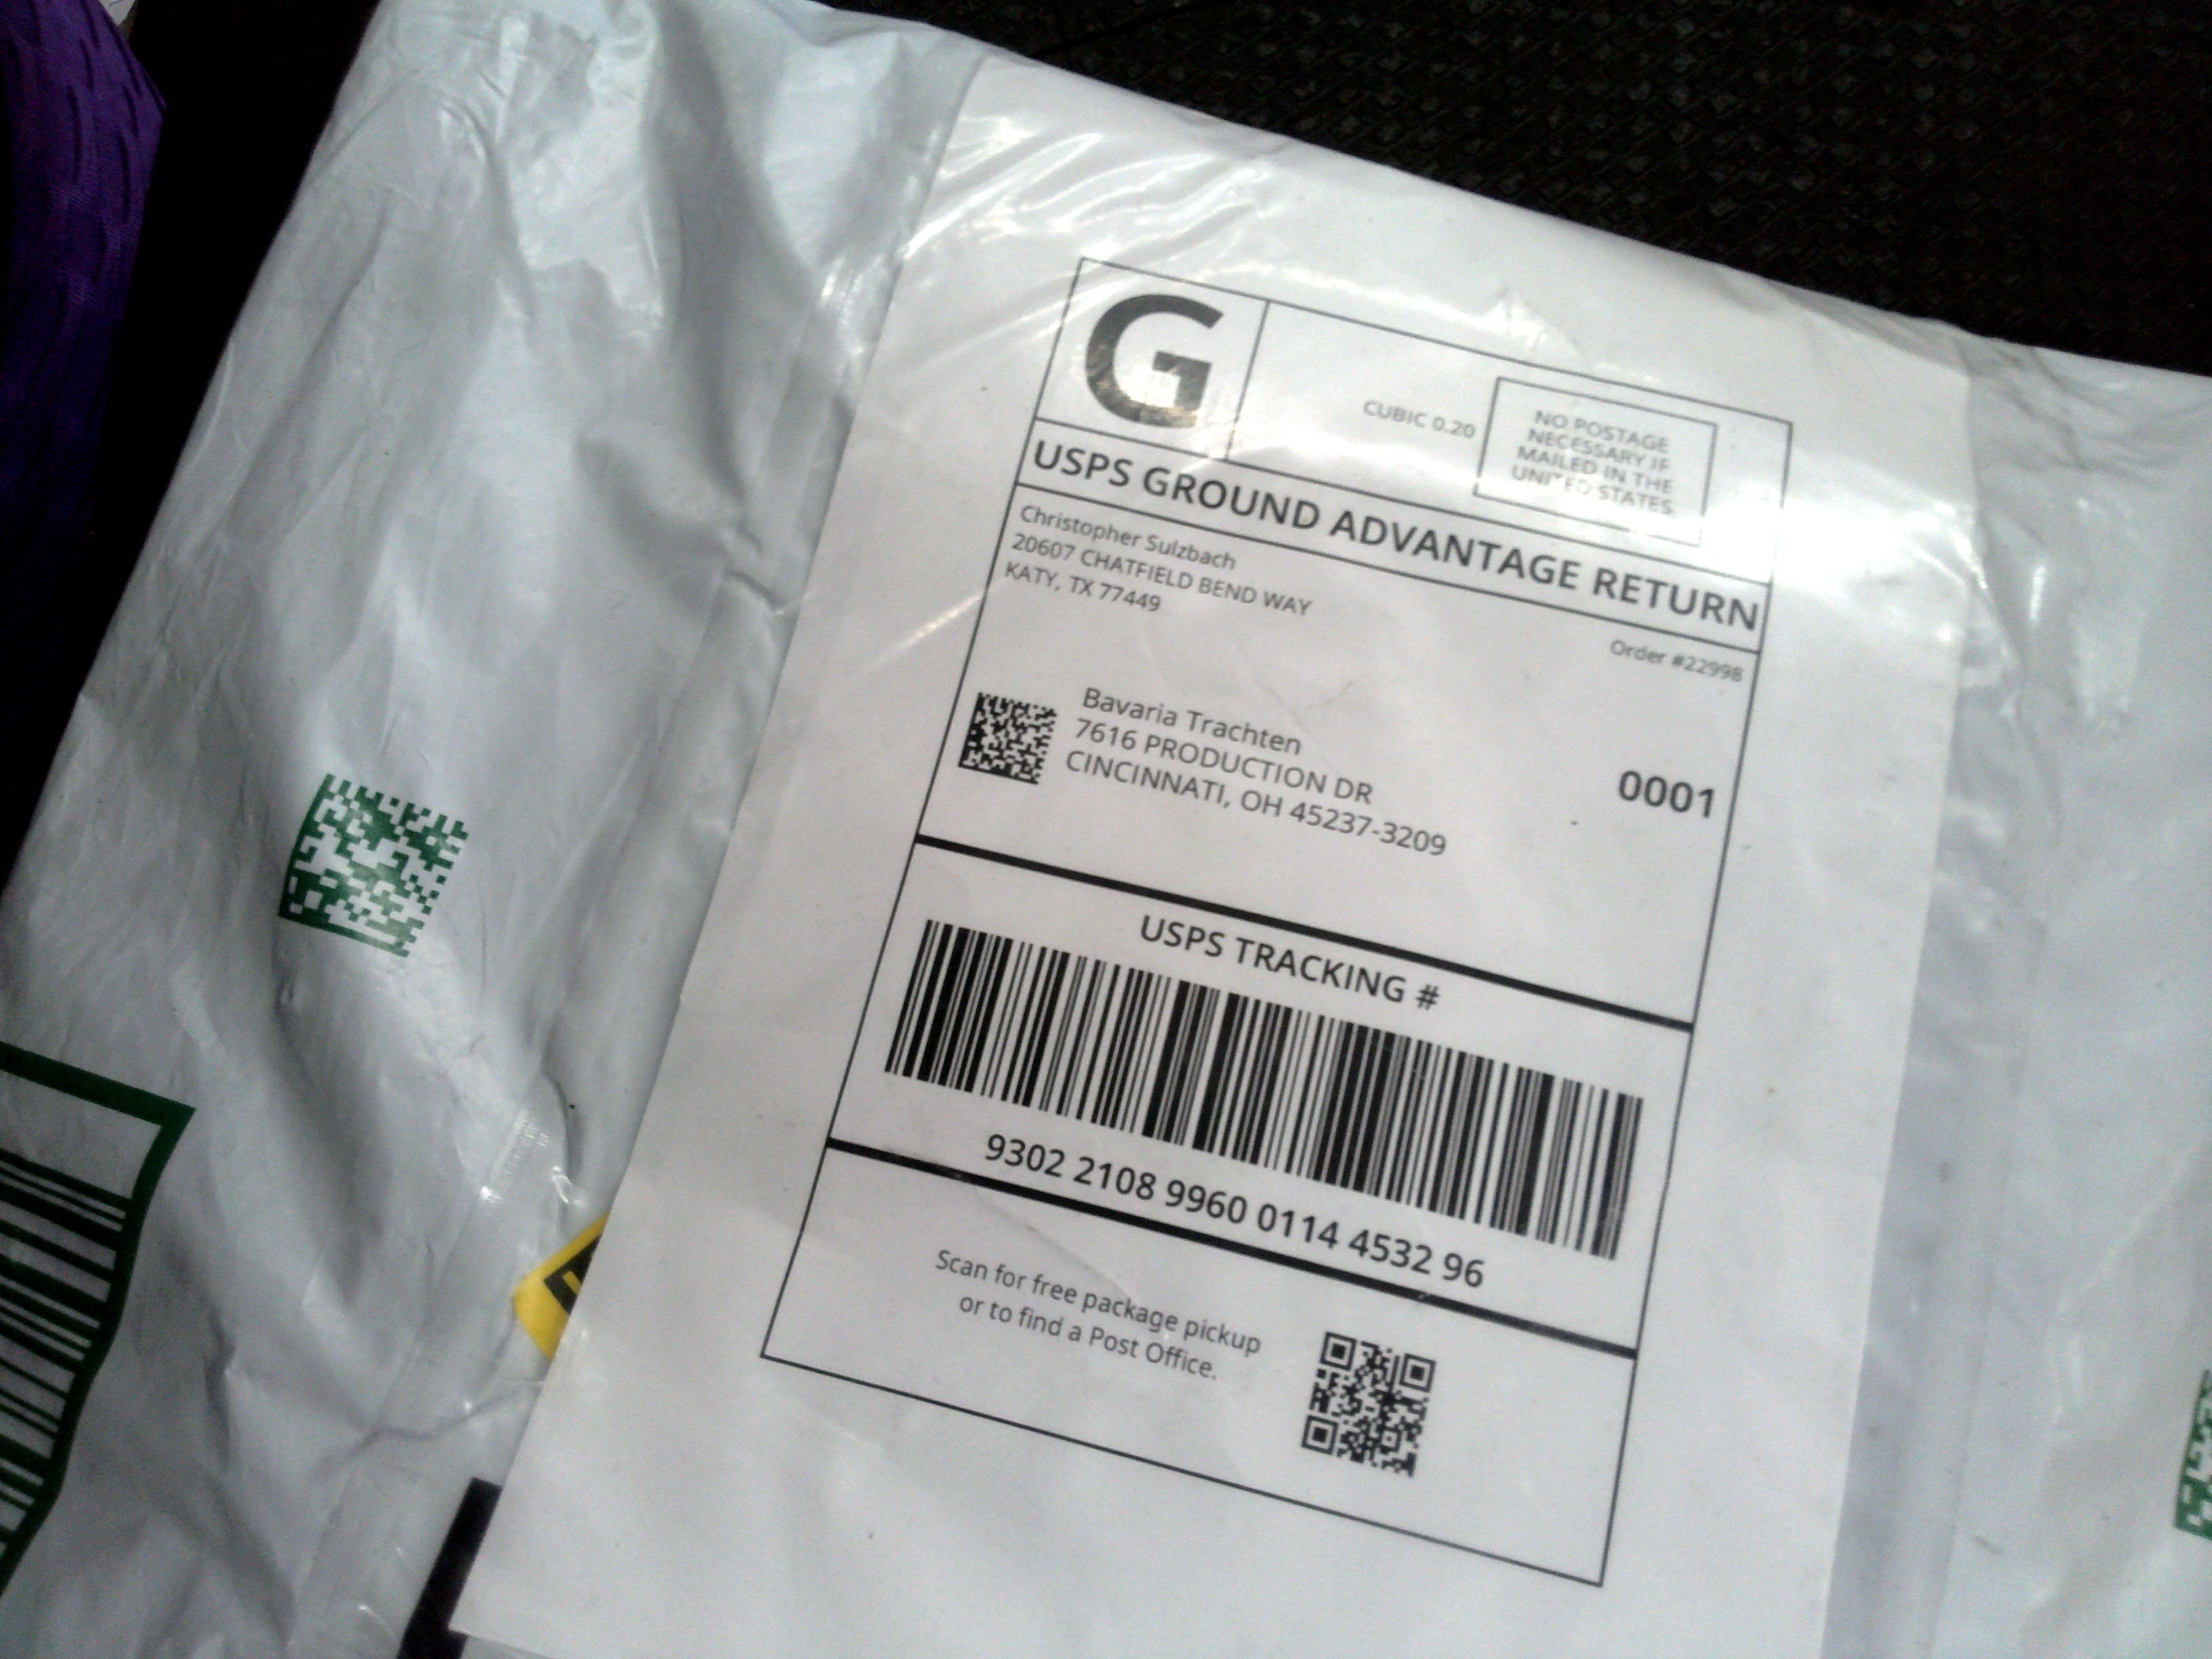 G
CUBIC 0.20
NO POSTAGE
NECESSARY IF
MAILED IN THE
UNITED STATES
USPS GROUND ADVANTAGE RETURN
Christopher Sulzbach
20607 CHATFIELD BEND WAY
KATY, TX 77449
Order #22998
Bavaria Trachten
7616 PRODUCTION DR
CINCINNATI, OH 45237-3209
0001
USPS TRACKING #
9302 2108 9960 0114 4532 96
Scan for free package pickup
or to find a Post Office.